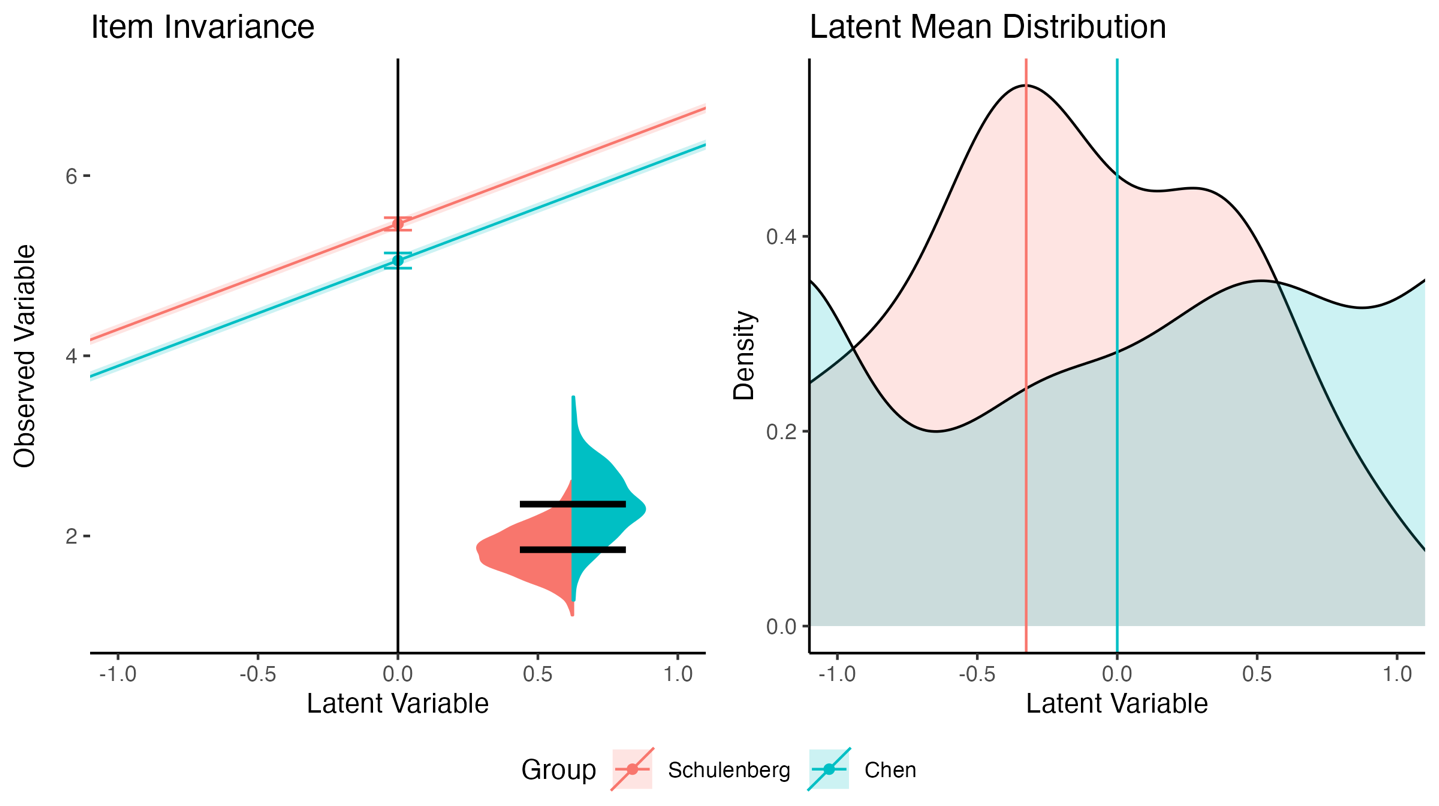 Item Invariance
Observed Variable
6
4
2
-1.0 -0.5 0.0 0.5 1.0
Latent Variable
Latent Mean Distribution
Density
0.4
0.2
0.0
-1.0 -0.5 0.0 0.5 1.0
Latent Variable
Group Schulenberg Chen